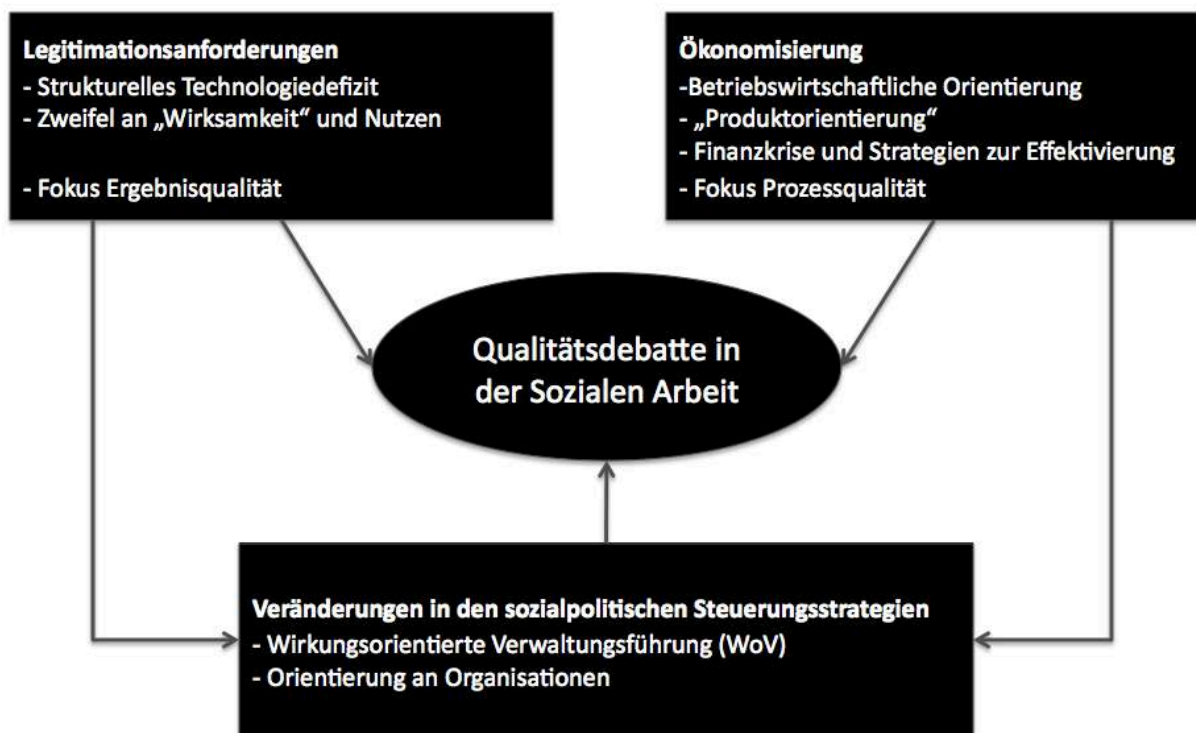 Legitimationsanforderungen
- Strukturelles Technologiedefizit
- Zweifel an „Wirksamkeit“ und Nutzen
- Fokus Ergebnisqualität
Ökonomisierung
-Betriebswirtschaftliche Orientierung
- „Produktorientierung“
- Finanzkrise und Strategien zur Effektivierung
- Fokus Prozessqualität
Qualitätsdebatte in
der Sozialen Arbeit
Veränderungen in den sozialpolitischen Steuerungsstrategien
- Wirkungsorientierte Verwaltungsführung (WoV)
- Orientierung an Organisationen